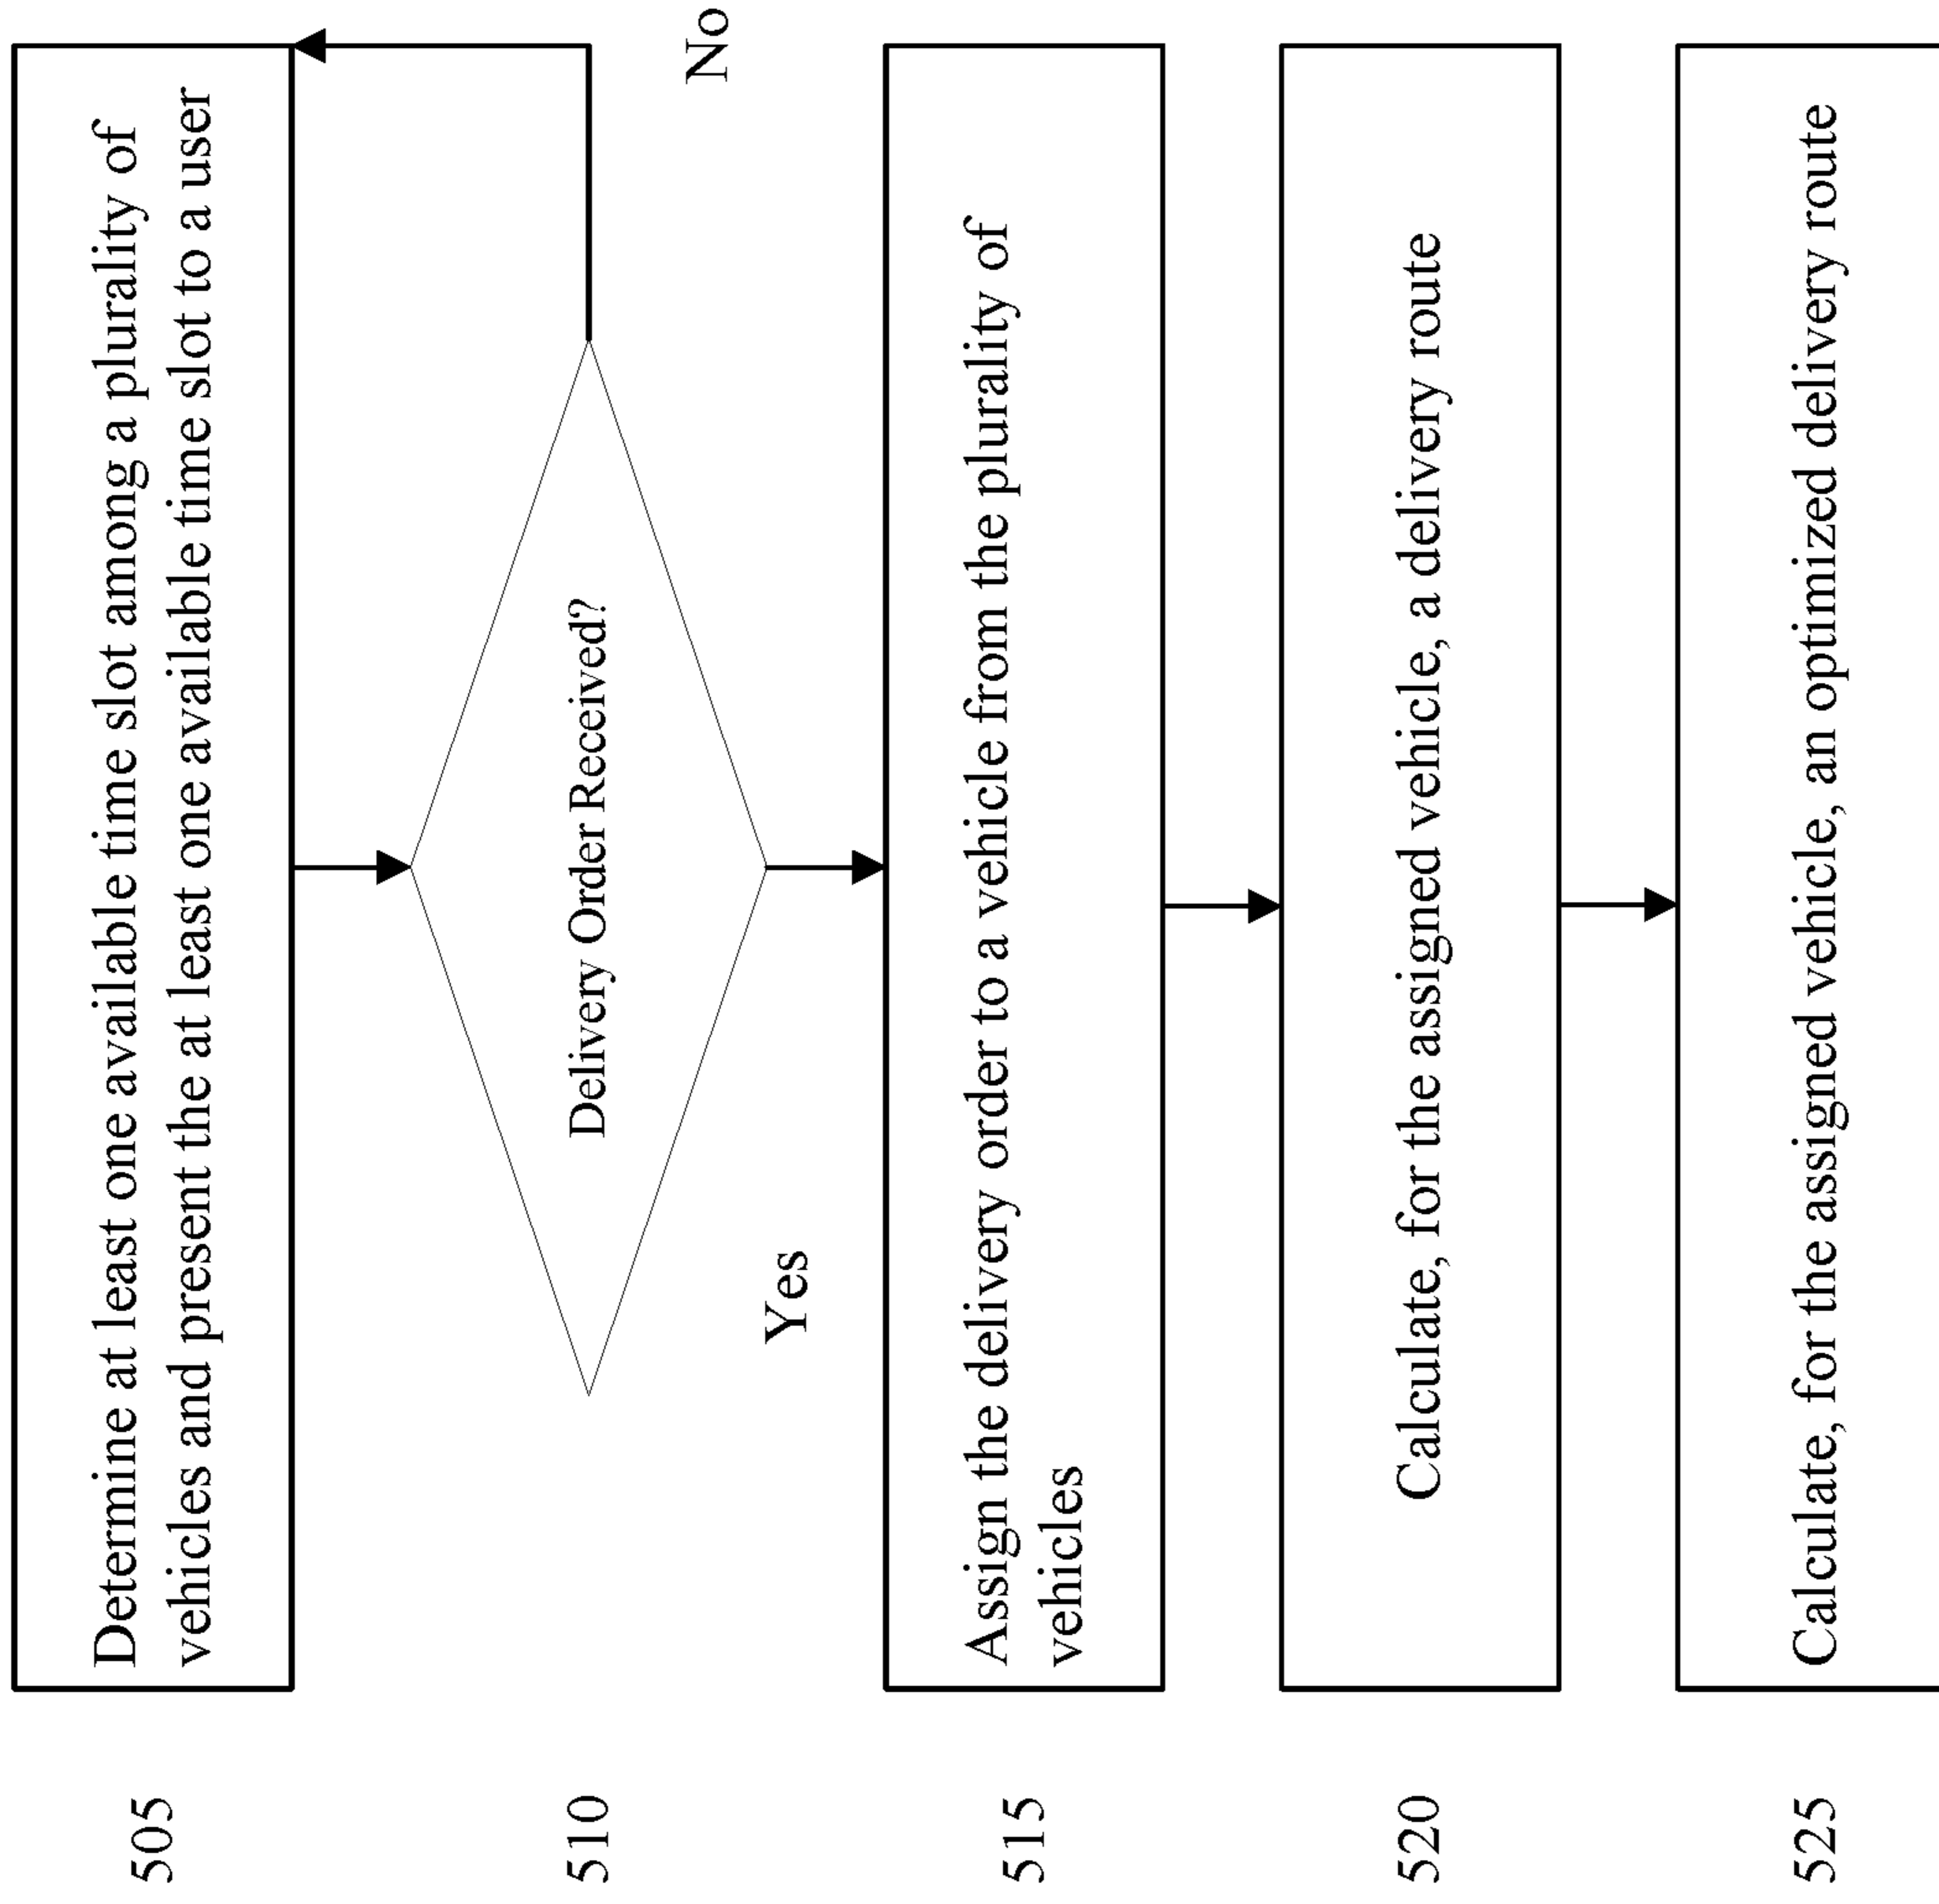 505
Determine at least one available time slot among a plurality of
vehicles and present the at least one available time slot to a user
510
Delivery Order Received?
No
Yes
515
Assign the delivery order to a vehicle from the plurality of
vehicles
520
Calculate, for the assigned vehicle, a delivery route
525
Calculate, for the assigned vehicle, an optimized delivery route